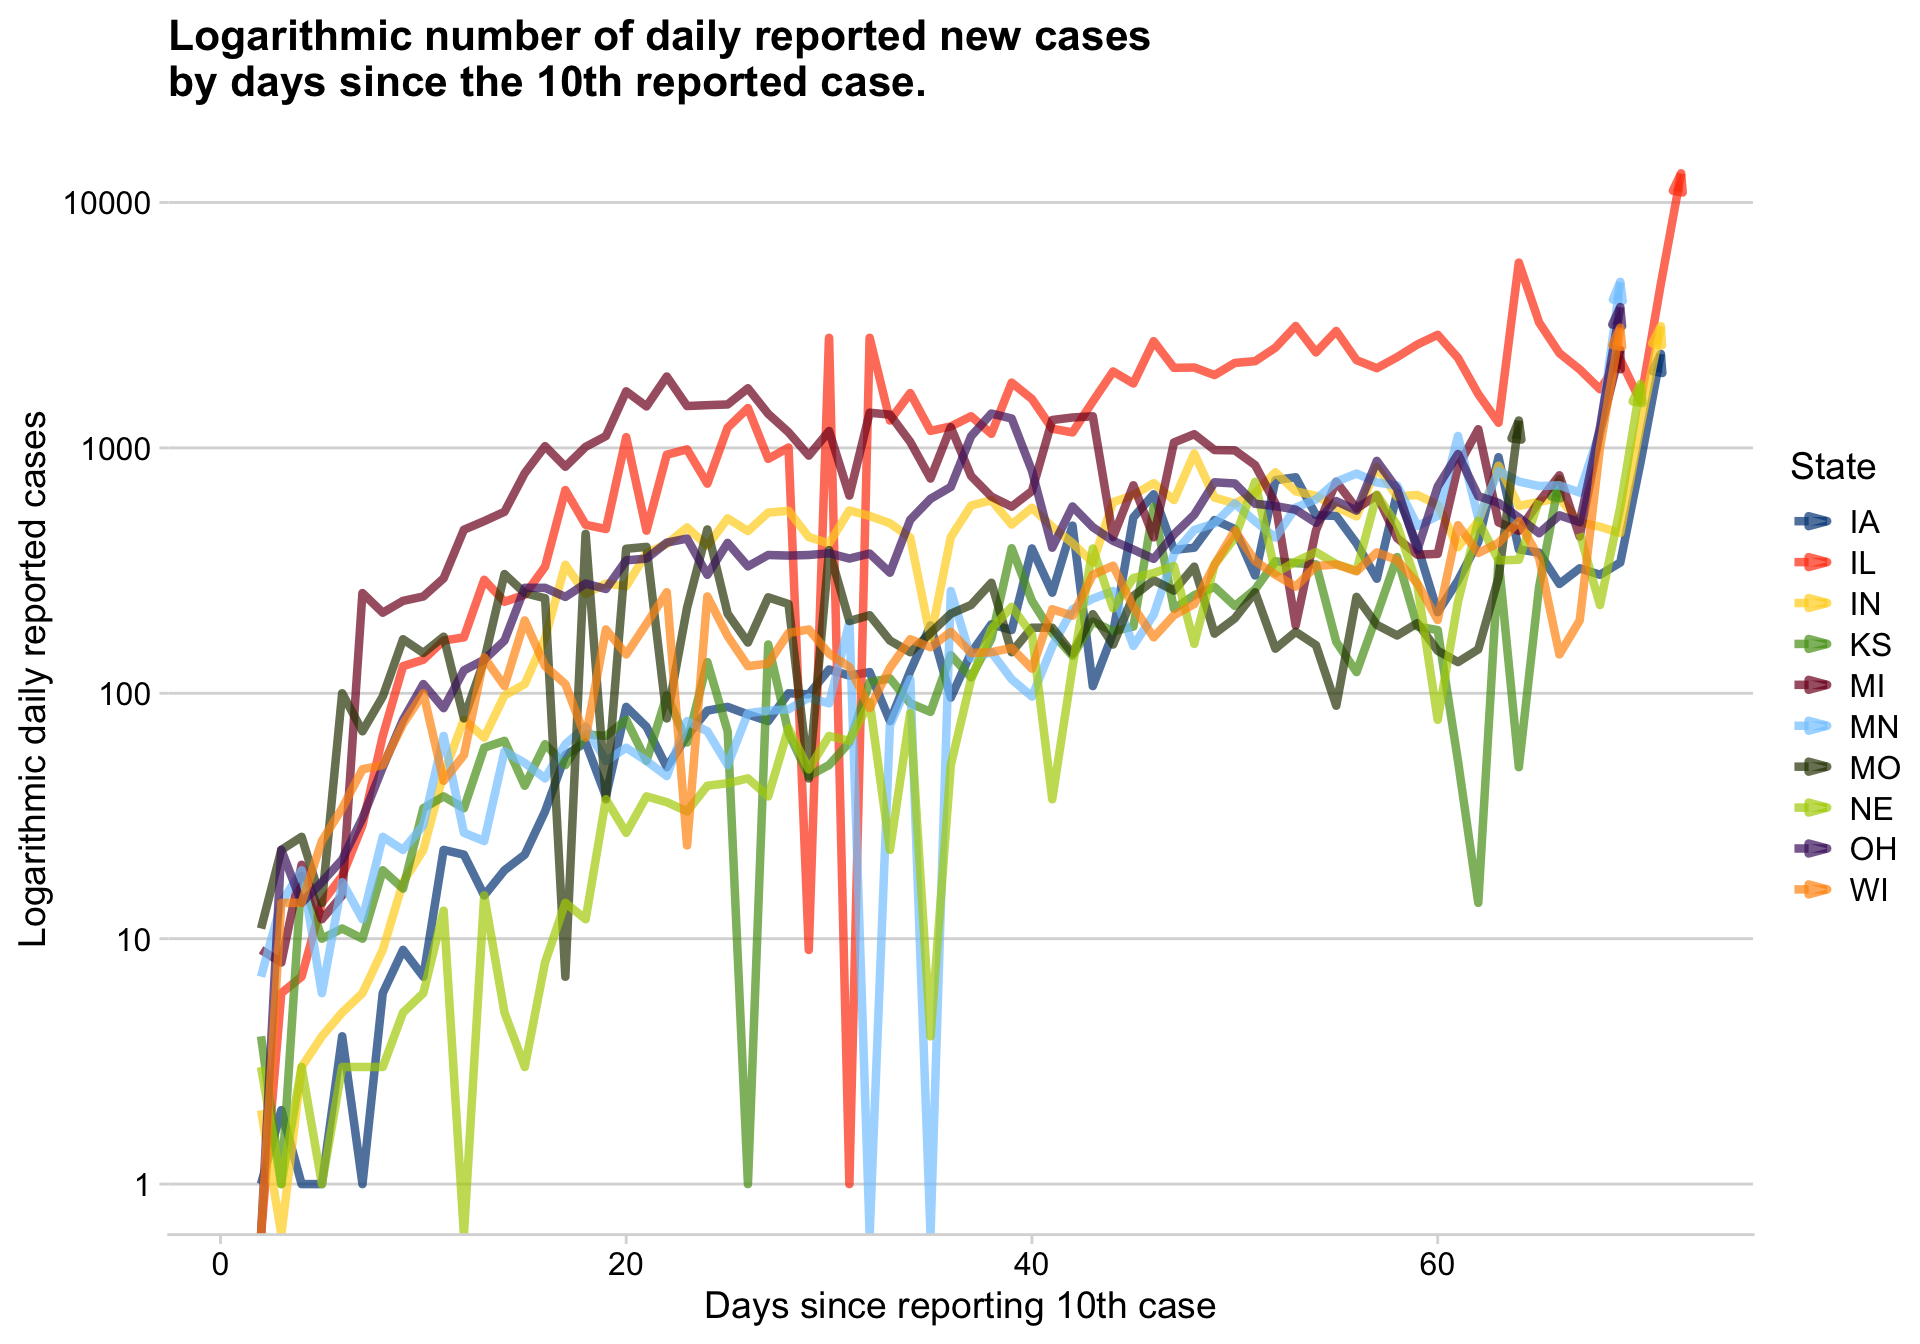 Logarithmic number of daily reported new cases
by days since the 10th reported case.
10000
1000
100
10
1
Logarithmic daily reported cases
0
20
40
60
Days since reporting 10th case
State
IA
IL
IN
KS
MI
MN
MO
NE
OH
WI